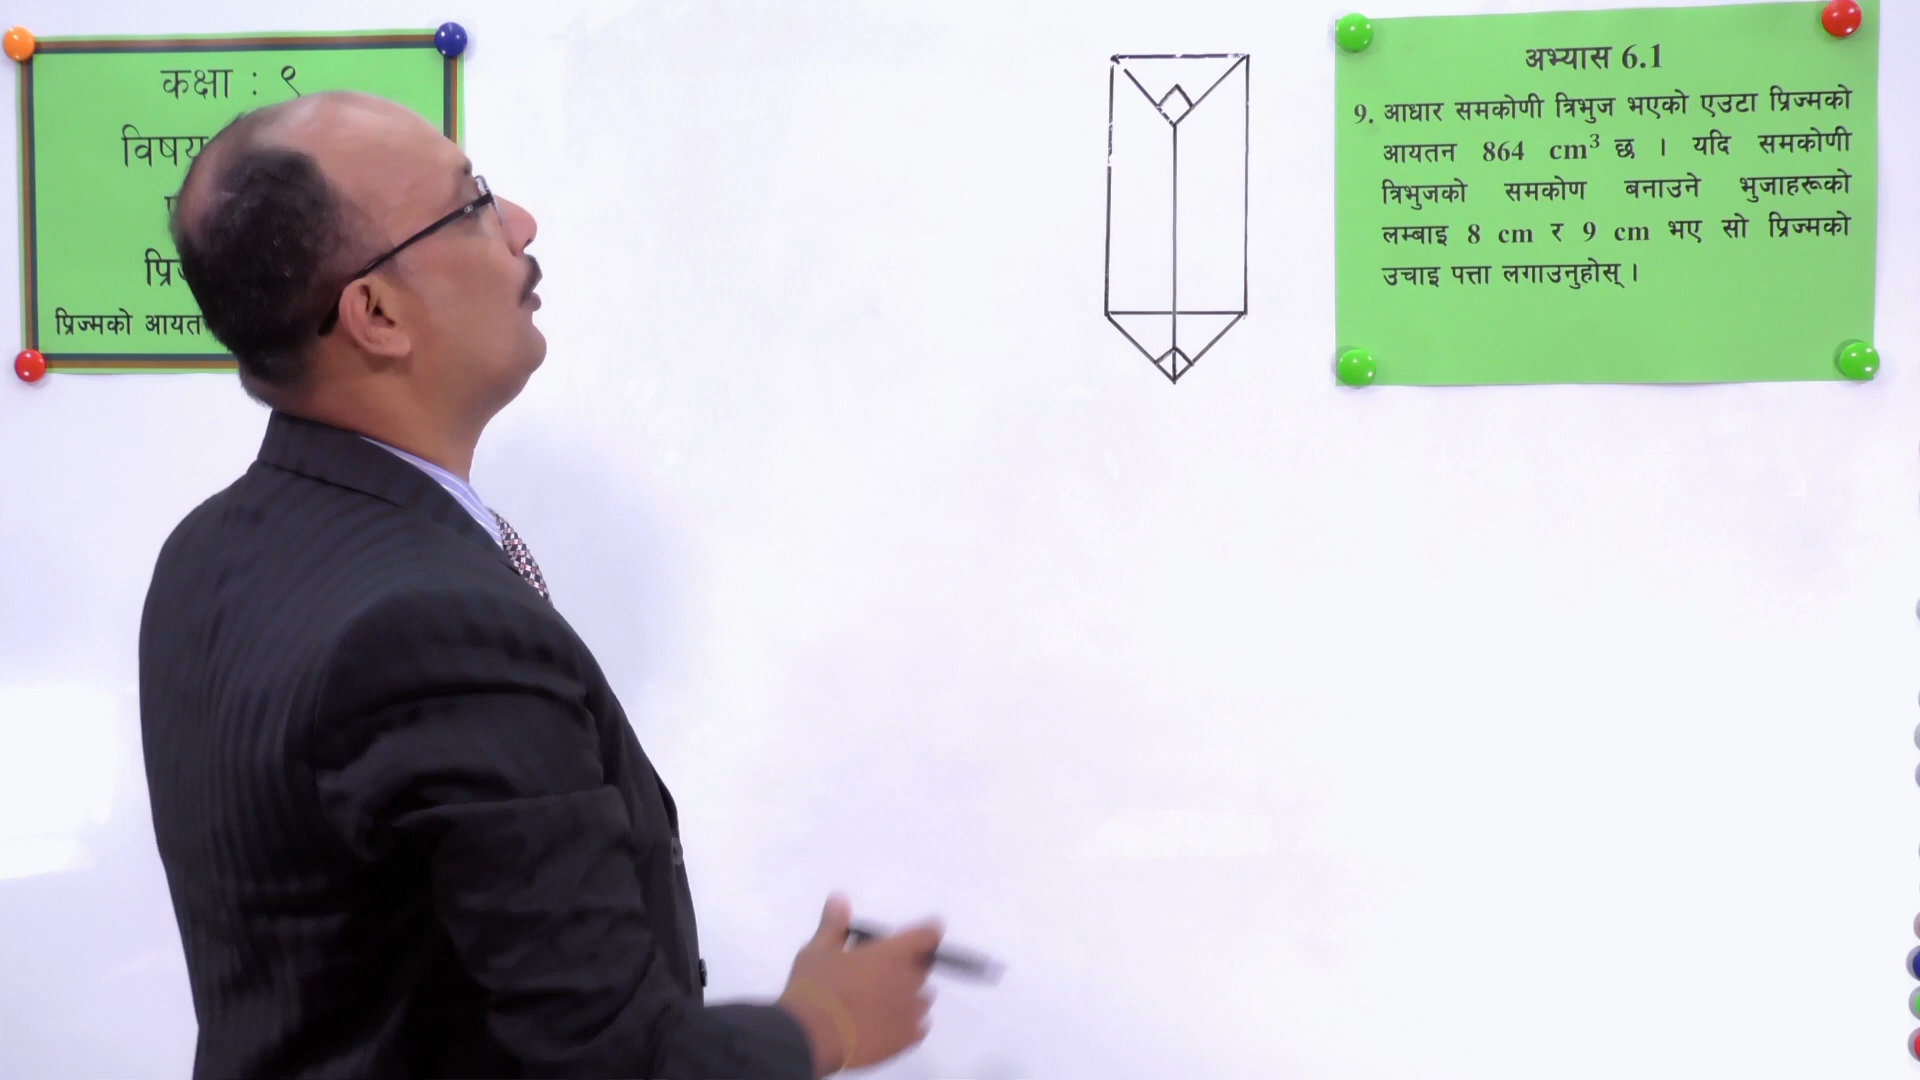 कक्षा : ९
विषय
प्रिज्मको आयत
अभ्यास 6.1
9. आधार समकोणी त्रिभुज भएको एउटा प्रिज्मको
आयतन 864 cm³ छ । यदि समकोणी
त्रिभुजको समकोण बनाउने भुजाहरूको
लम्बाइ 8 cm र 9 cm भए सो प्रिज्मको
उचाइ पत्ता लगाउनुहोस् ।